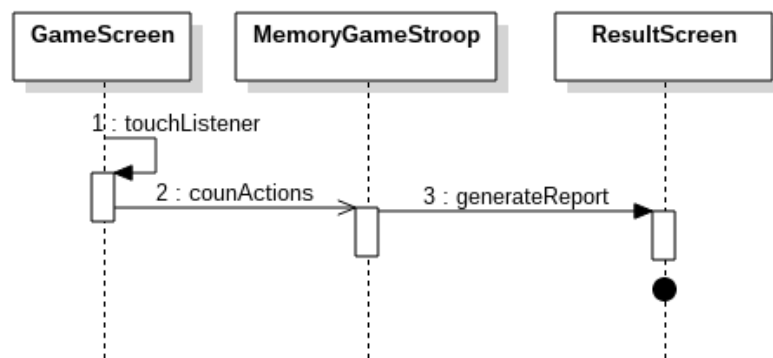 GameScreen
MemoryGameStroop
ResultScreen
1 : touchListener
2 : counActions
3 : generateReport